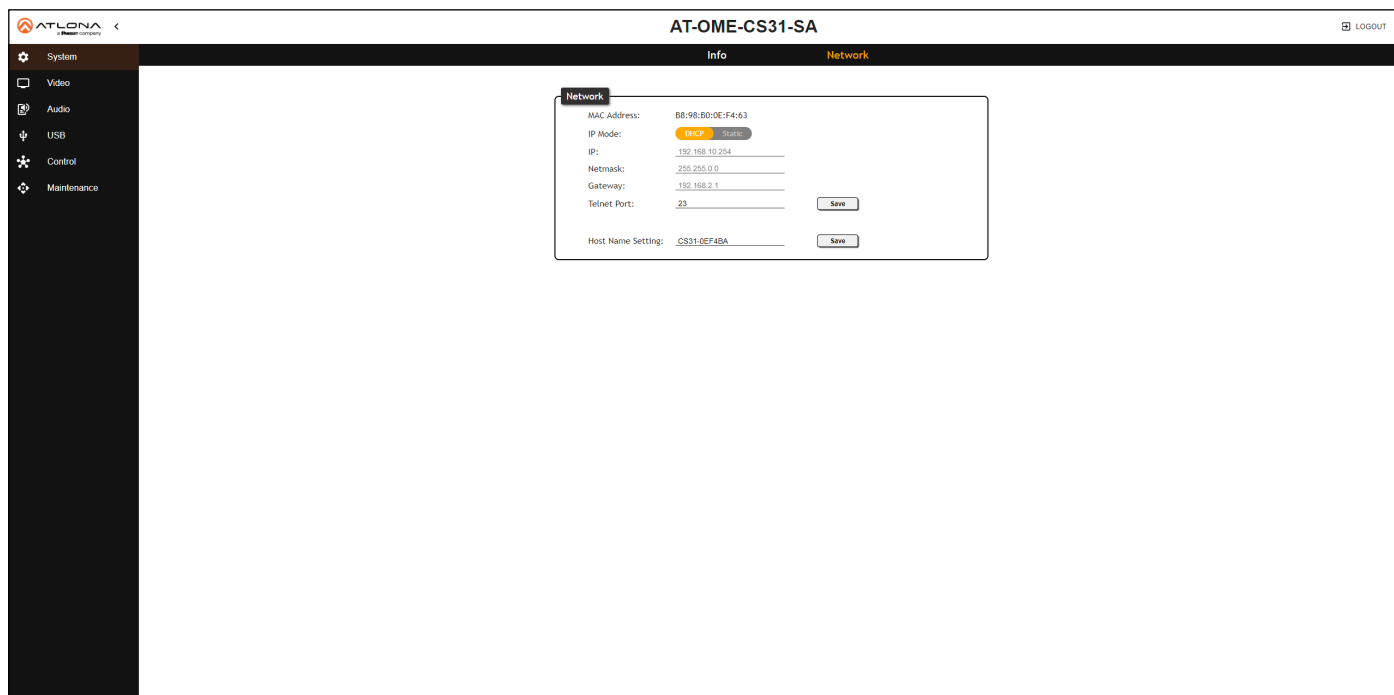 ATLONA
a Panduit company
AT-OME-CS31-SA
LOGOUT
System
Info
Network
Video
Audio
USB
Control
Maintenance
Network
MAC Address: B8:98:B0:0E:F4:63
IP Mode: DHCP Static
IP: 192.168.10.254
Netmask: 255.255.0.0
Gateway: 192.168.2.1
Telnet Port: 23 Save
Host Name Setting: CS31-0EF4BA Save